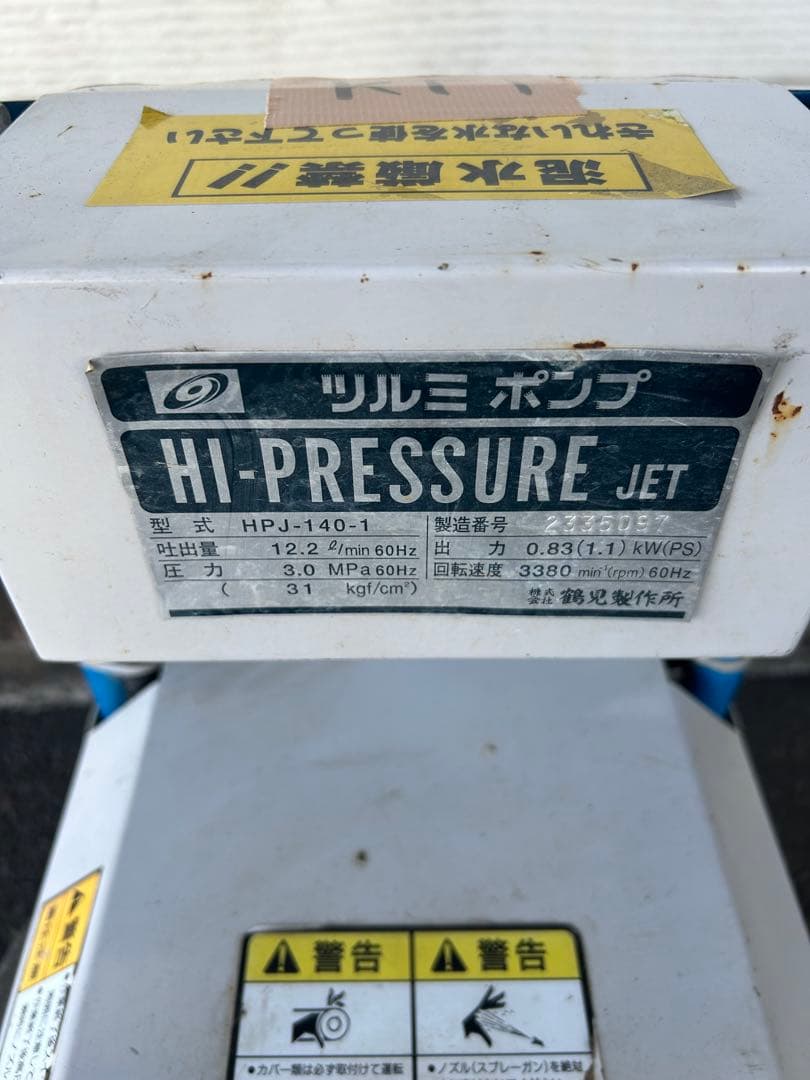 きれいな水を使って下さい
泥水厳禁!!
ツルミ ポンプ
HI-PRESSURE JET
型式 HPJ-140-1 製造番号 2335097
吐出量 12.2 ℓ/min 60Hz 出力 0.83(1.1) kW(PS)
圧力 3.0 MPa 60Hz 回転速度 3380 min⁻¹(rpm) 60Hz
( 31 kgf/cm²) 株式会社 鶴見製作所
警告 警告
・カバー類は必ず取付けて運転 ・ノズル(スプレーガン)を絶対
警告